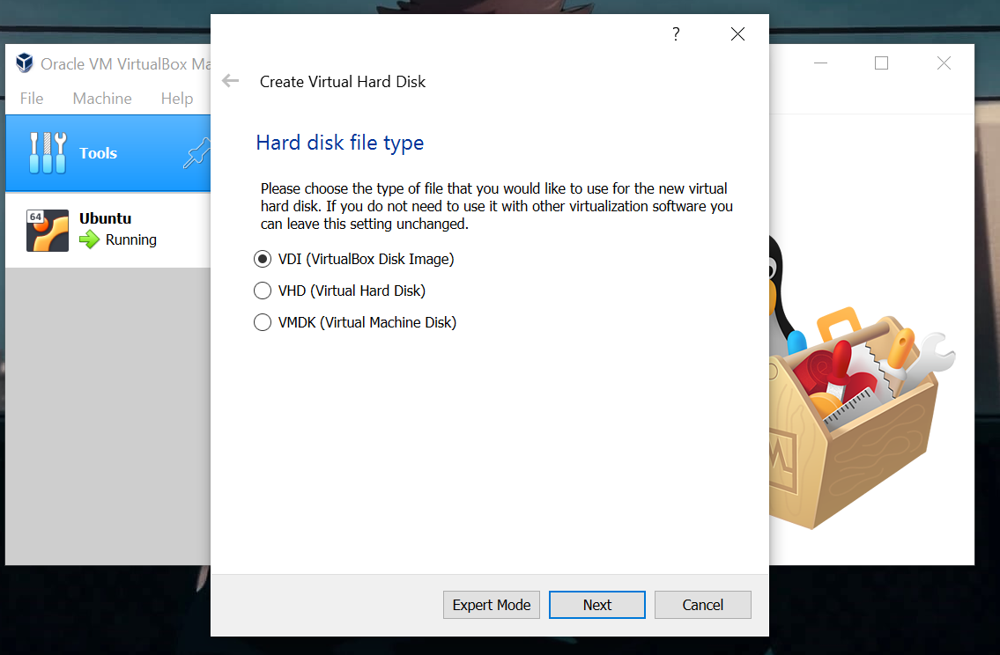 ?
Oracle VM VirtualBox Ma
Create Virtual Hard Disk
File Machine Help
Hard disk file type
Tools
Please choose the type of file that you would like to use for the new virtual
hard disk. If you do not need to use it with other virtualization software you
can leave this setting unchanged.
64
Ubuntu
Running
VDI (VirtualBox Disk Image)
VHD (Virtual Hard Disk)
VMDK (Virtual Machine Disk)
Expert Mode
Next
Cancel